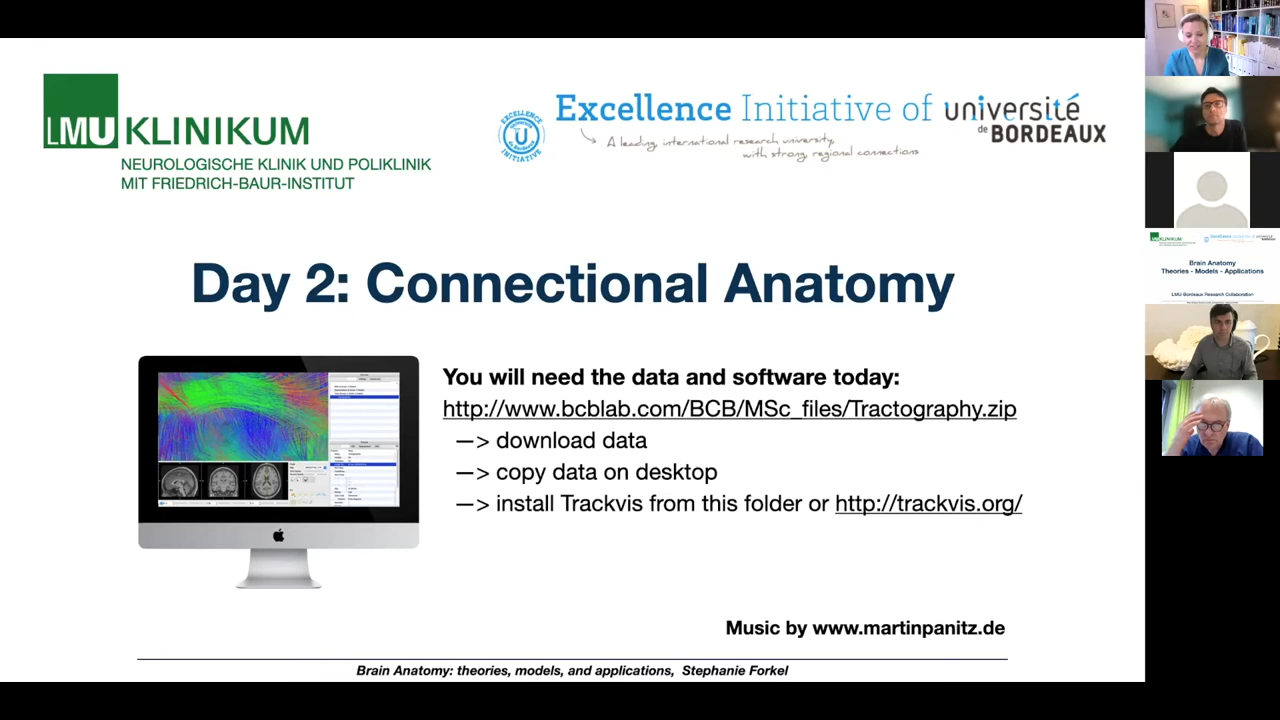 LMU KLINIKUM
NEUROLOGISCHE KLINIK UND POLIKLINIK
MIT FRIEDRICH-BAUR-INSTITUT
EXCELLENCE
INITIATIVE
Excellence Initiative of université
de BORDEAUX
A leading, international research university,
with strong, regional connections
Day 2: Connectional Anatomy
You will need the data and software today:
http://www.bcblab.com/BCB/MSc_files/Tractography.zip
—> download data
—> copy data on desktop
—> install Trackvis from this folder or http://trackvis.org/
Music by www.martinpanitz.de
Brain Anatomy: theories, models, and applications, Stephanie Forkel
Brain Anatomy
Theories - Models - Applications
LMU Bordeaux Research Collaboration